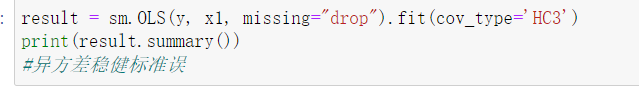 : result = sm.OLS(y, x1, missing="drop").fit(cov_type='HC3')
print(result.summary())
#异方差稳健标准误